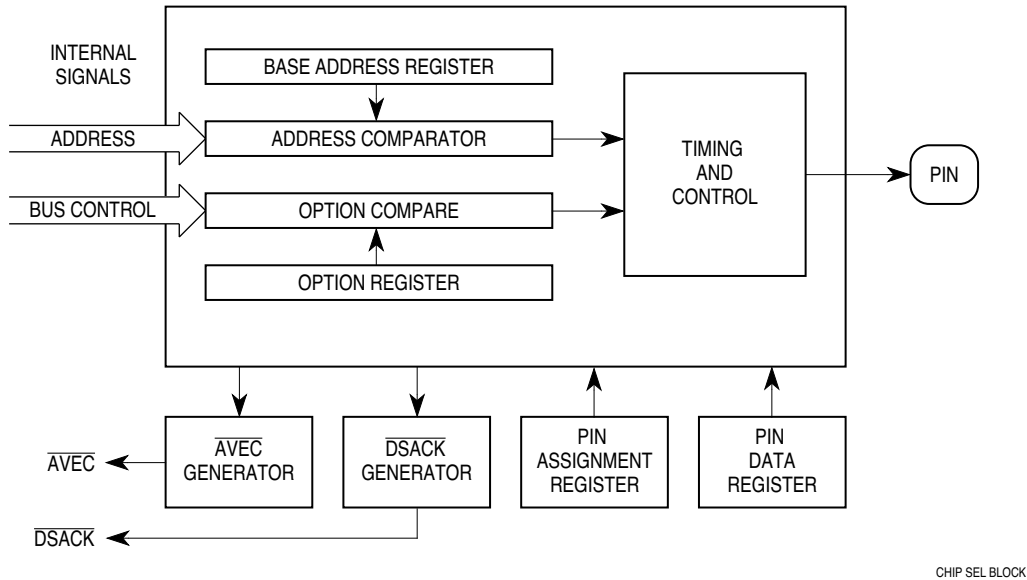 INTERNAL
SIGNALS
BASE ADDRESS REGISTER
ADDRESS
ADDRESS COMPARATOR
TIMING
AND
CONTROL
PIN
BUS CONTROL
OPTION COMPARE
OPTION REGISTER
AVEC
AVEC
GENERATOR
DSACK
GENERATOR
PIN
ASSIGNMENT
REGISTER
PIN
DATA
REGISTER
DSACK
CHIP SEL BLOCK